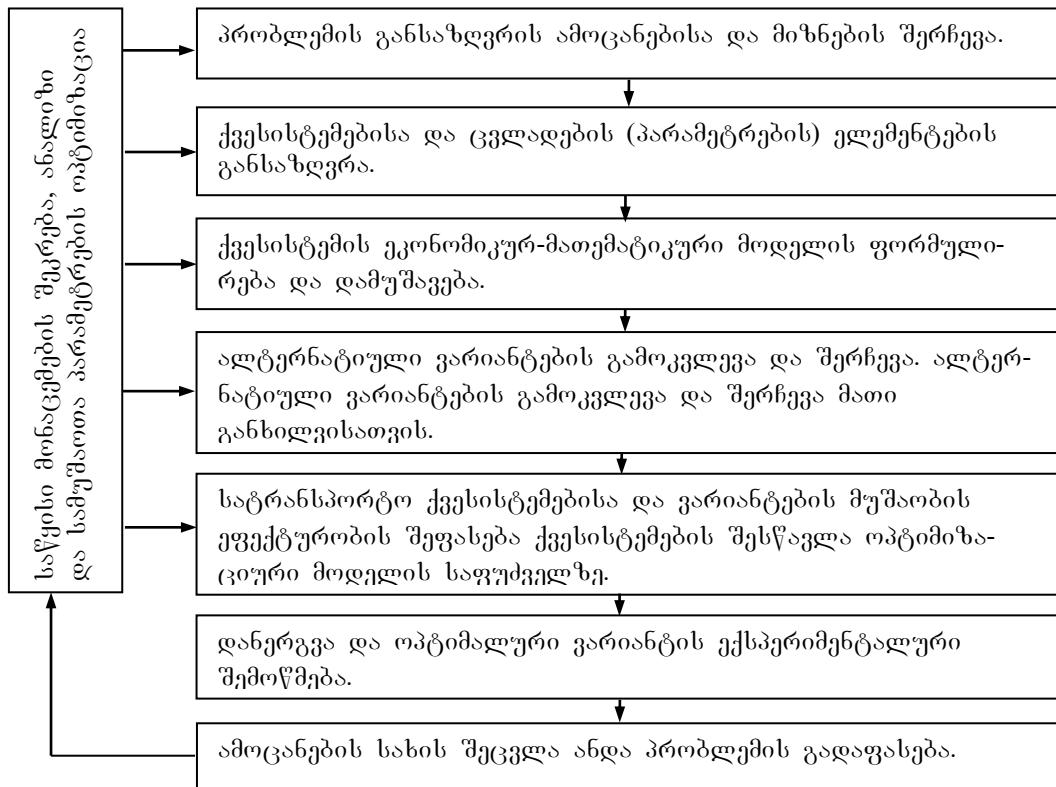 საწყისი მონაცემების შეკრება, ანალიზი
და სამუშაოთა პარამეტრების ოპტიმიზაცია
პრობლემის განსაზღვრის ამოცანებისა და მიზნების შერჩევა.
ქვესისტემებისა და ცვლადების (პარამეტრების) ელემენტების
განსაზღვრა.
ქვესისტემის ეკონომიკურ-მათემატიკური მოდელის ფორმული-
რება და დამუშავება.
ალტერნატიული ვარიანტების გამოკვლევა და შერჩევა. ალტერ-
ნატიული ვარიანტების გამოკვლევა და შერჩევა მათი
განხილვისათვის.
სატრანსპორტო ქვესისტემებისა და ვარიანტების მუშაობის
ეფექტურობის შეფასება ქვესისტემების შესწავლა ოპტიმიზა-
ციური მოდელის საფუძველზე.
დანერგვა და ოპტიმალური ვარიანტის ექსპერიმენტალური
შემოწმება.
ამოცანების სახის შეცვლა ანდა პრობლემის გადაფასება.